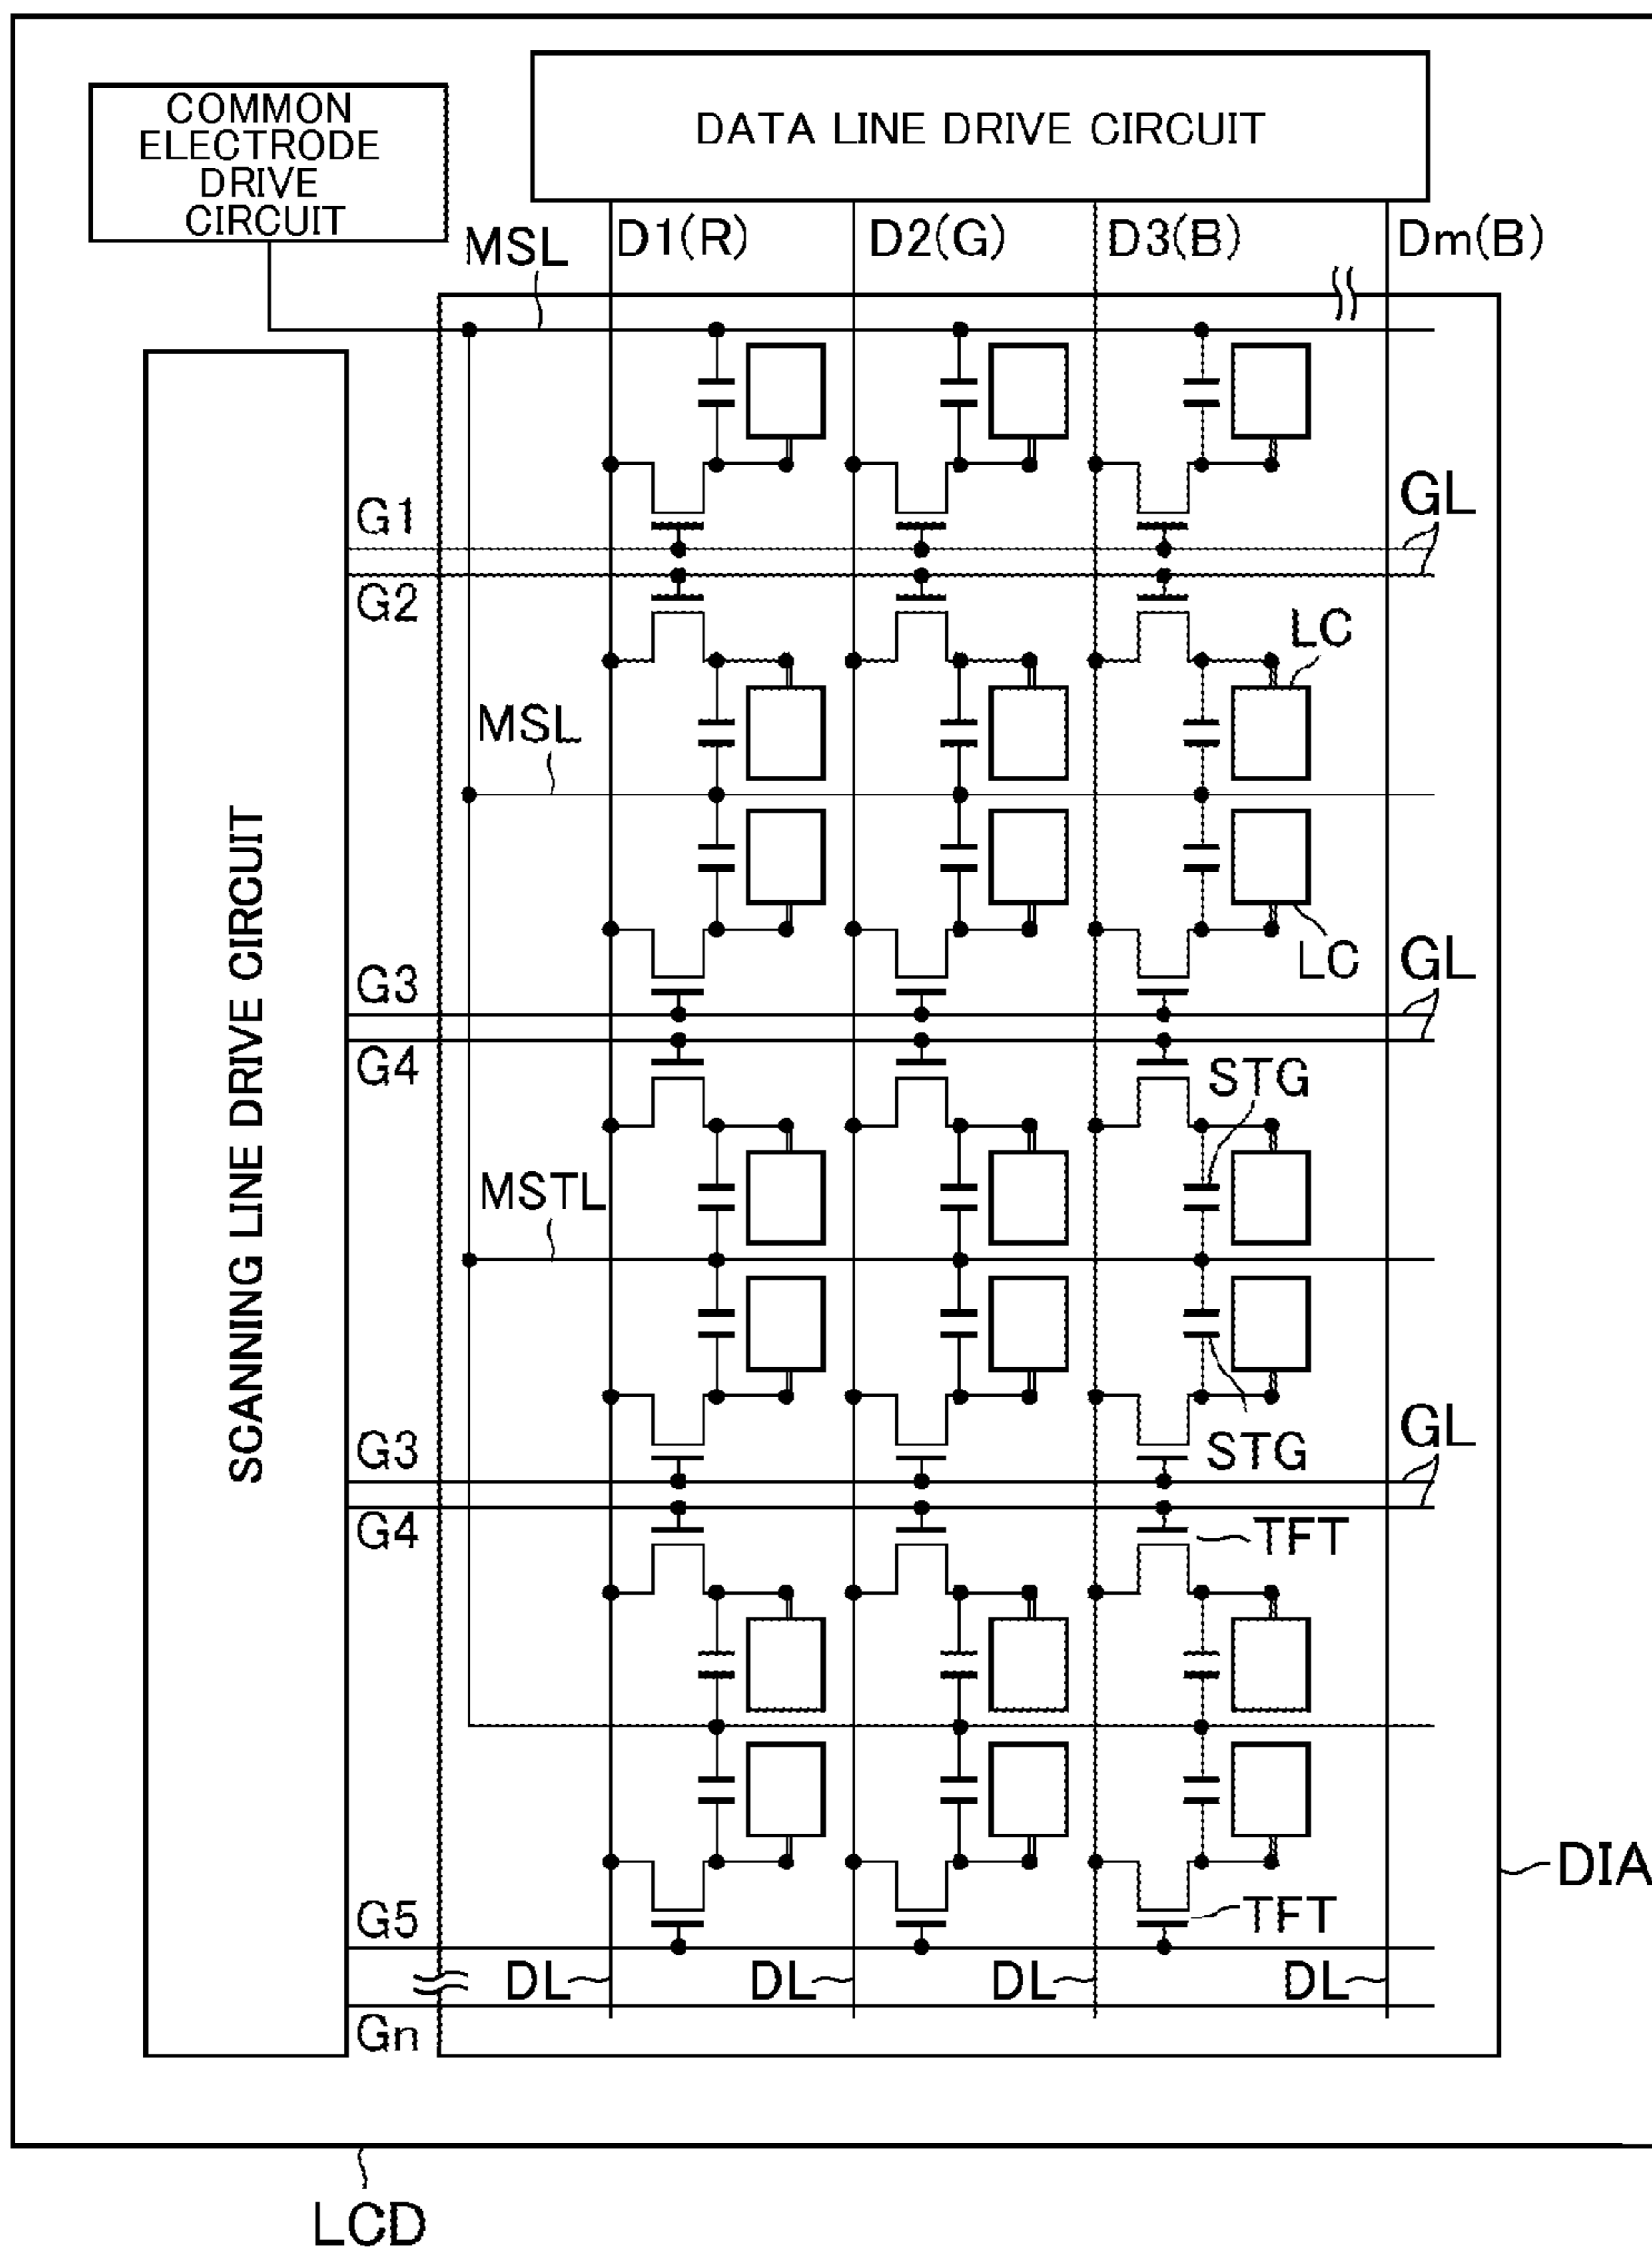 COMMON
ELECTRODE
DRIVE
CIRCUIT
DATA LINE DRIVE CIRCUIT
MSL
D1(R)
D2(G)
D3(B)
Dm(B)
SCANNING LINE DRIVE CIRCUIT
G1
GL
G2
LC
MSL
LC
G3
GL
G4
STG
MSTL
G3
STG
GL
G4
TFT
DIA
G5
TFT
DL
DL
DL
DL
Gn
LCD